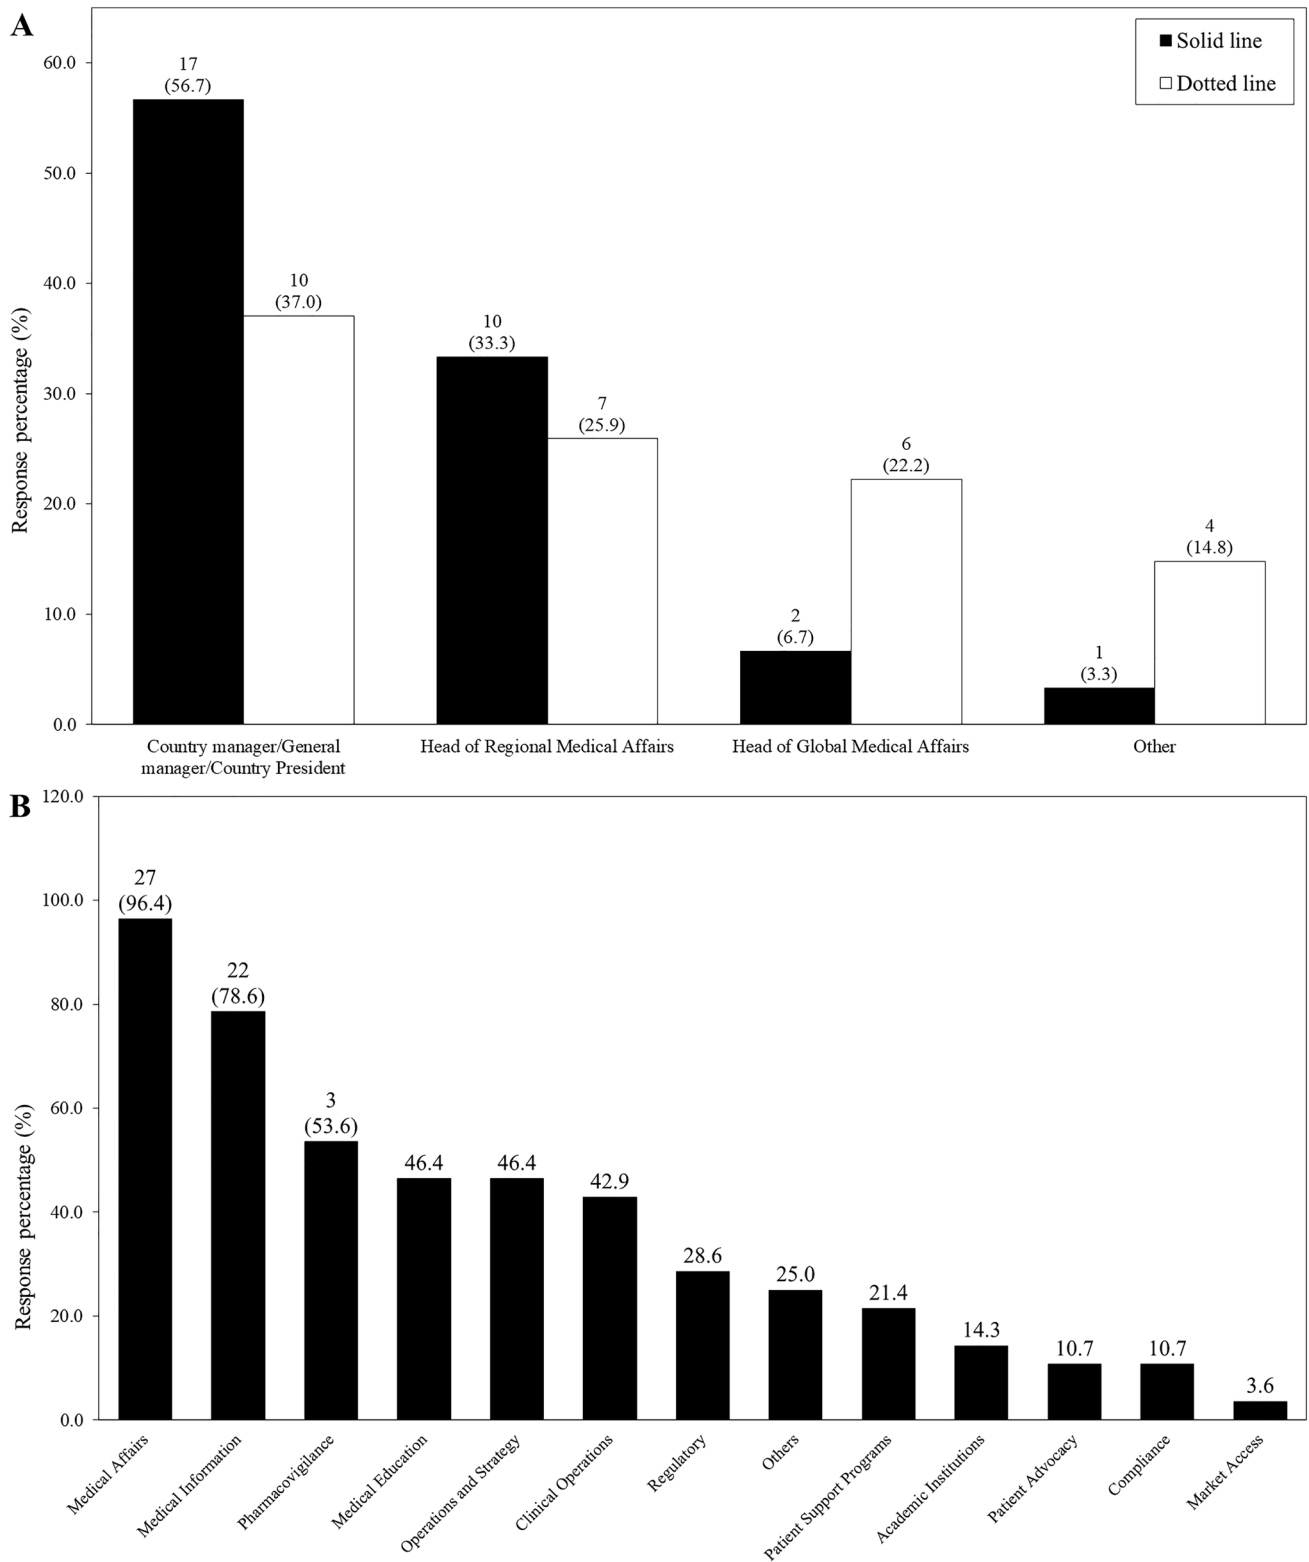 A
Solid line
Dotted line
Response percentage (%)
60.0
50.0
40.0
30.0
20.0
10.0
0.0
17
(56.7)
10
(37.0)
10
(33.3)
7
(25.9)
2
(6.7)
6
(22.2)
1
(3.3)
4
(14.8)
Country manager/General
manager/Country President
Head of Regional Medical Affairs
Head of Global Medical Affairs
Other
B
Response percentage (%)
120.0
100.0
80.0
60.0
40.0
20.0
0.0
27
(96.4)
22
(78.6)
3
(53.6)
46.4
46.4
42.9
28.6
25.0
21.4
14.3
10.7
10.7
3.6
Medical Affairs
Medical Information
Pharmacovigilance
Medical Education
Operations and Strategy
Clinical Operations
Regulatory
Others
Patient Support Programs
Academic Institutions
Patient Advocacy
Compliance
Market Access